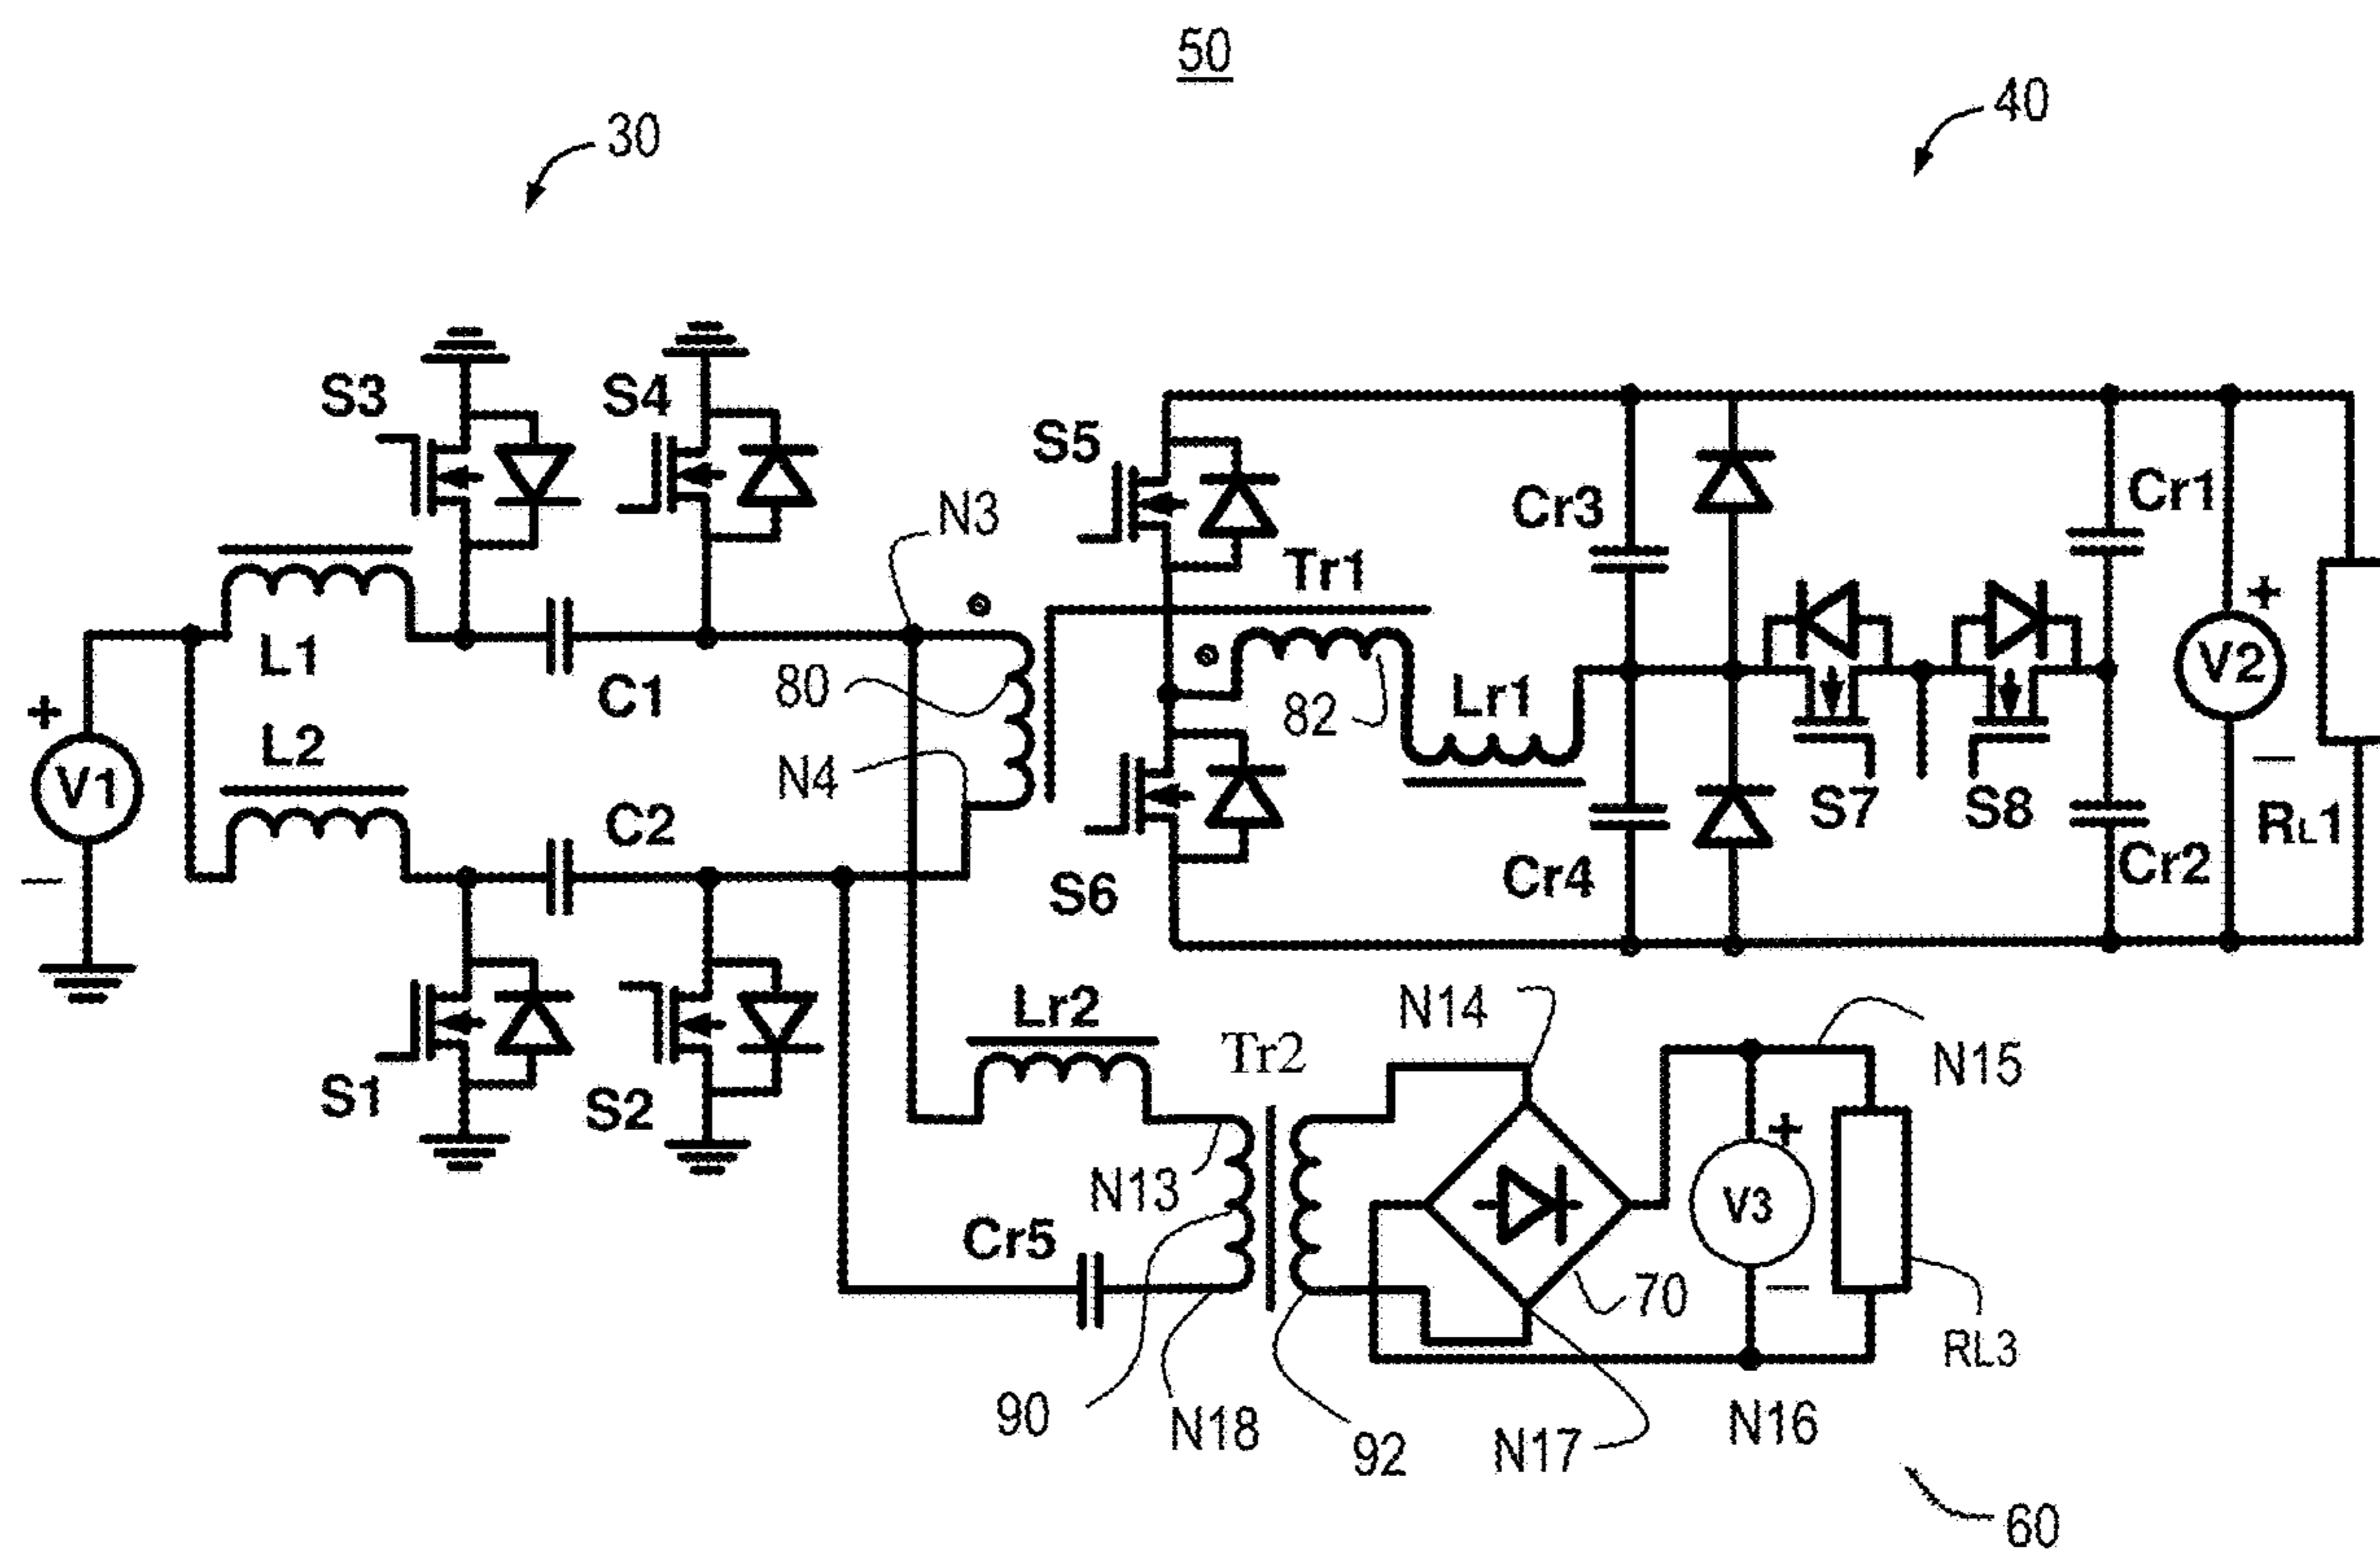 50
30
40
S3
S4
S5
N3
Cr3
Cr1
Tr1
L1
80
C1
82
Lr1
V2
+
+
L2
N4
V1
C2
S7
S8
RL1
−
−
S6
Cr4
Cr2
Lr2
N14
Tr2
N15
S1
S2
+
N13
V3
Cr5
70
−
RL3
90
N18
92
N17
N16
60